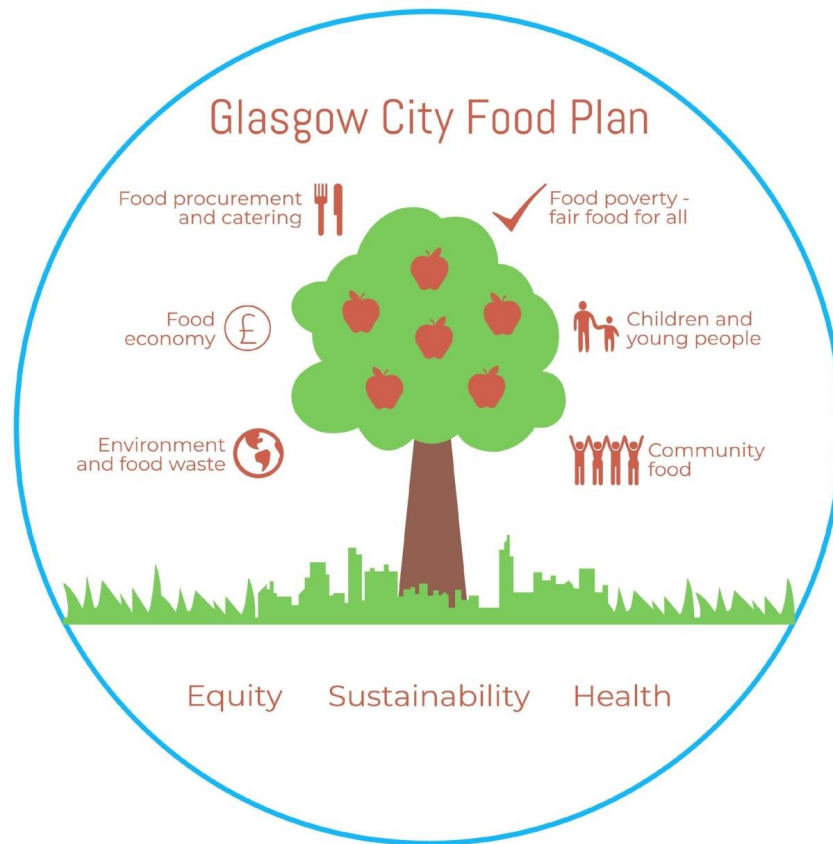 Glasgow City Food Plan
Food procurement
and catering
Food poverty -
fair food for all
Food
economy
£
Children and
young people
Environment
and food waste
Community
food
Equity Sustainability Health